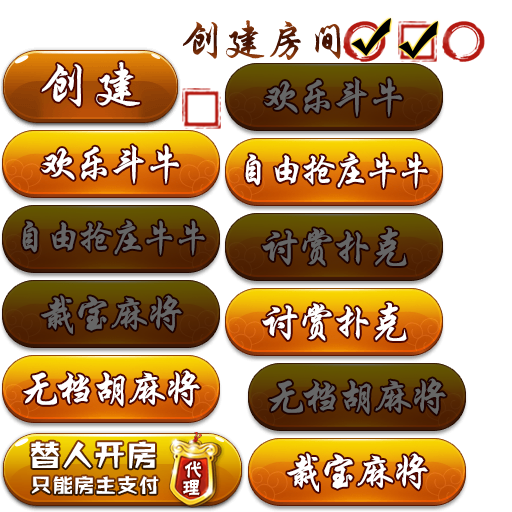 创建房间
创建
欢乐斗牛
欢乐斗牛
自由抢庄牛牛
自由抢庄牛牛
讨赏扑克
栽宝麻将
讨赏扑克
无档胡麻将
无档胡麻将
替人开房
只能房主支付
代理
栽宝麻将